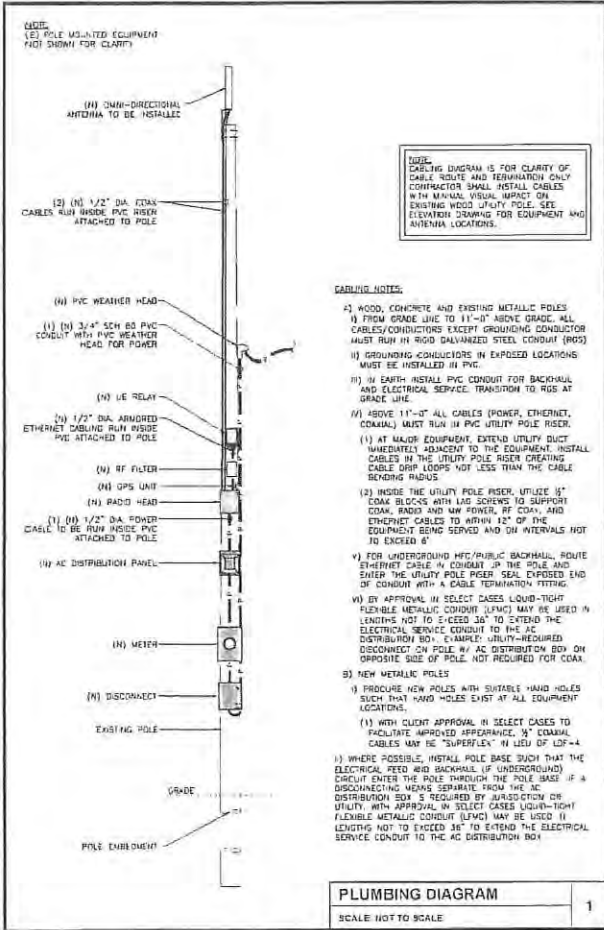 NOTE:
(E) POLE MOUNTED EQUIPMENT
NOT SHOWN FOR CLARITY
(N) OMNI-DIRECTIONAL
ANTENNA TO BE INSTALLED
(2) (N) 1/2" DIA. COAX
CABLES RUN INSIDE PVC RISER
ATTACHED TO POLE
(N) PVC WEATHER HEAD
(1) (N) 3/4" SCH 80 PVC
CONDUIT WITH PVC WEATHER
HEAD FOR POWER
(N) UE RELAY
(N) 1/2" DIA. ARMORED
ETHERNET CABLING RUN INSIDE
PVC ATTACHED TO POLE
(N) RF FILTER
(N) GPS UNIT
(N) RADIO HEAD
(1) (N) 1/2" DIA. POWER
CABLE TO BE RUN INSIDE PVC
ATTACHED TO POLE
(N) AC DISTRIBUTION PANEL
(N) METER
(N) DISCONNECT
EXISTING POLE
GRADE
POLE EMBEDMENT
NOTE:
CABLING DIAGRAM IS FOR CLARITY OF
CABLE ROUTE AND TERMINATION ONLY
CONTRACTOR SHALL INSTALL CABLES
WITH MINIMAL VISUAL IMPACT ON
EXISTING WOOD UTILITY POLE. SEE
ELEVATION DRAWING FOR EQUIPMENT AND
ANTENNA LOCATIONS.
CABLING NOTES:
A) WOOD, CONCRETE AND EXISTING METALLIC POLES
I) FROM GRADE LINE TO 11'-0" ABOVE GRADE, ALL
CABLES/CONDUCTORS EXCEPT GROUNDING CONDUCTOR
MUST RUN IN RIGID GALVANIZED STEEL CONDUIT (RGS)
II) GROUNDING CONDUCTORS IN EXPOSED LOCATIONS
MUST BE INSTALLED IN PVC.
III) IN EARTH INSTALL PVC CONDUIT FOR BACKHAUL
AND ELECTRICAL SERVICE. TRANSITION TO RGS AT
GRADE LINE.
IV) ABOVE 11'-0" ALL CABLES (POWER, ETHERNET,
COAXIAL) MUST RUN IN PVC UTILITY POLE RISER.
(1) AT MAJOR EQUIPMENT, EXTEND UTILITY DUCT
IMMEDIATELY ADJACENT TO THE EQUIPMENT. INSTALL
CABLES IN THE UTILITY POLE RISER CREATING
CABLE DRIP LOOPS NOT LESS THAN THE CABLE
BENDING RADIUS
(2) INSIDE THE UTILITY POLE RISER, UTILIZE ½"
COAX BLOCKS WITH LAG SCREWS TO SUPPORT
COAX, RADIO AND MW POWER, RF COAX, AND
ETHERNET CABLES TO WITHIN 12" OF THE
EQUIPMENT BEING SERVED AND ON INTERVALS NOT
TO EXCEED 6'
V) FOR UNDERGROUND HFC/PUBLIC BACKHAUL, ROUTE
ETHERNET CABLE IN CONDUIT UP THE POLE AND
ENTER THE UTILITY POLE RISER. SEAL EXPOSED END
OF CONDUIT WITH A CABLE TERMINATION FITTING.
VI) BY APPROVAL IN SELECT CASES LIQUID-TIGHT
FLEXIBLE METALLIC CONDUIT (LFMC) MAY BE USED IN
LENGTHS NOT TO EXCEED 36" TO EXTEND THE
ELECTRICAL SERVICE CONDUIT TO THE AC
DISTRIBUTION BOX. EXAMPLE: UTILITY-REQUIRED
DISCONNECT ON POLE W/ AC DISTRIBUTION BOX ON
OPPOSITE SIDE OF POLE. NOT REQUIRED FOR COAX.
B) NEW METALLIC POLES
I) PROCURE NEW POLES WITH SUITABLE HAND HOLES
SUCH THAT HAND HOLES EXIST AT ALL EQUIPMENT
LOCATIONS.
(1) WITH CLIENT APPROVAL IN SELECT CASES TO
FACILITATE IMPROVED APPEARANCE, ½" COAXIAL
CABLES MAY BE "SUPERFLEX" IN LIEU OF LDF-4
II) WHERE POSSIBLE, INSTALL POLE BASE SUCH THAT THE
ELECTRICAL FEED AND BACKHAUL (IF UNDERGROUND)
CIRCUIT ENTER THE POLE THROUGH THE POLE BASE. IF A
DISCONNECTING MEANS SEPARATE FROM THE AC
DISTRIBUTION BOX IS REQUIRED BY JURISDICTION OR
UTILITY, WITH APPROVAL IN SELECT CASES LIQUID-TIGHT
FLEXIBLE METALLIC CONDUIT (LFMC) MAY BE USED IN
LENGTHS NOT TO EXCEED 36" TO EXTEND THE ELECTRICAL
SERVICE CONDUIT TO THE AC DISTRIBUTION BOX
PLUMBING DIAGRAM
SCALE: NOT TO SCALE
1